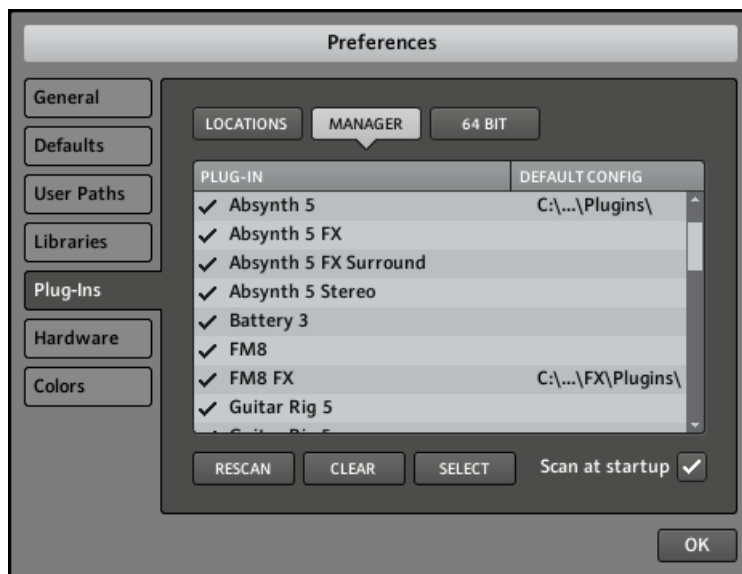 Preferences
General
Defaults
User Paths
Libraries
Plug-Ins
Hardware
Colors
LOCATIONS MANAGER 64 BIT
PLUG-IN DEFAULT CONFIG
Absynth 5 C:\...\Plugins\
Absynth 5 FX
Absynth 5 FX Surround
Absynth 5 Stereo
Battery 3
FM8
FM8 FX C:\...\FX\Plugins\
Guitar Rig 5
RESCAN CLEAR SELECT Scan at startup
OK